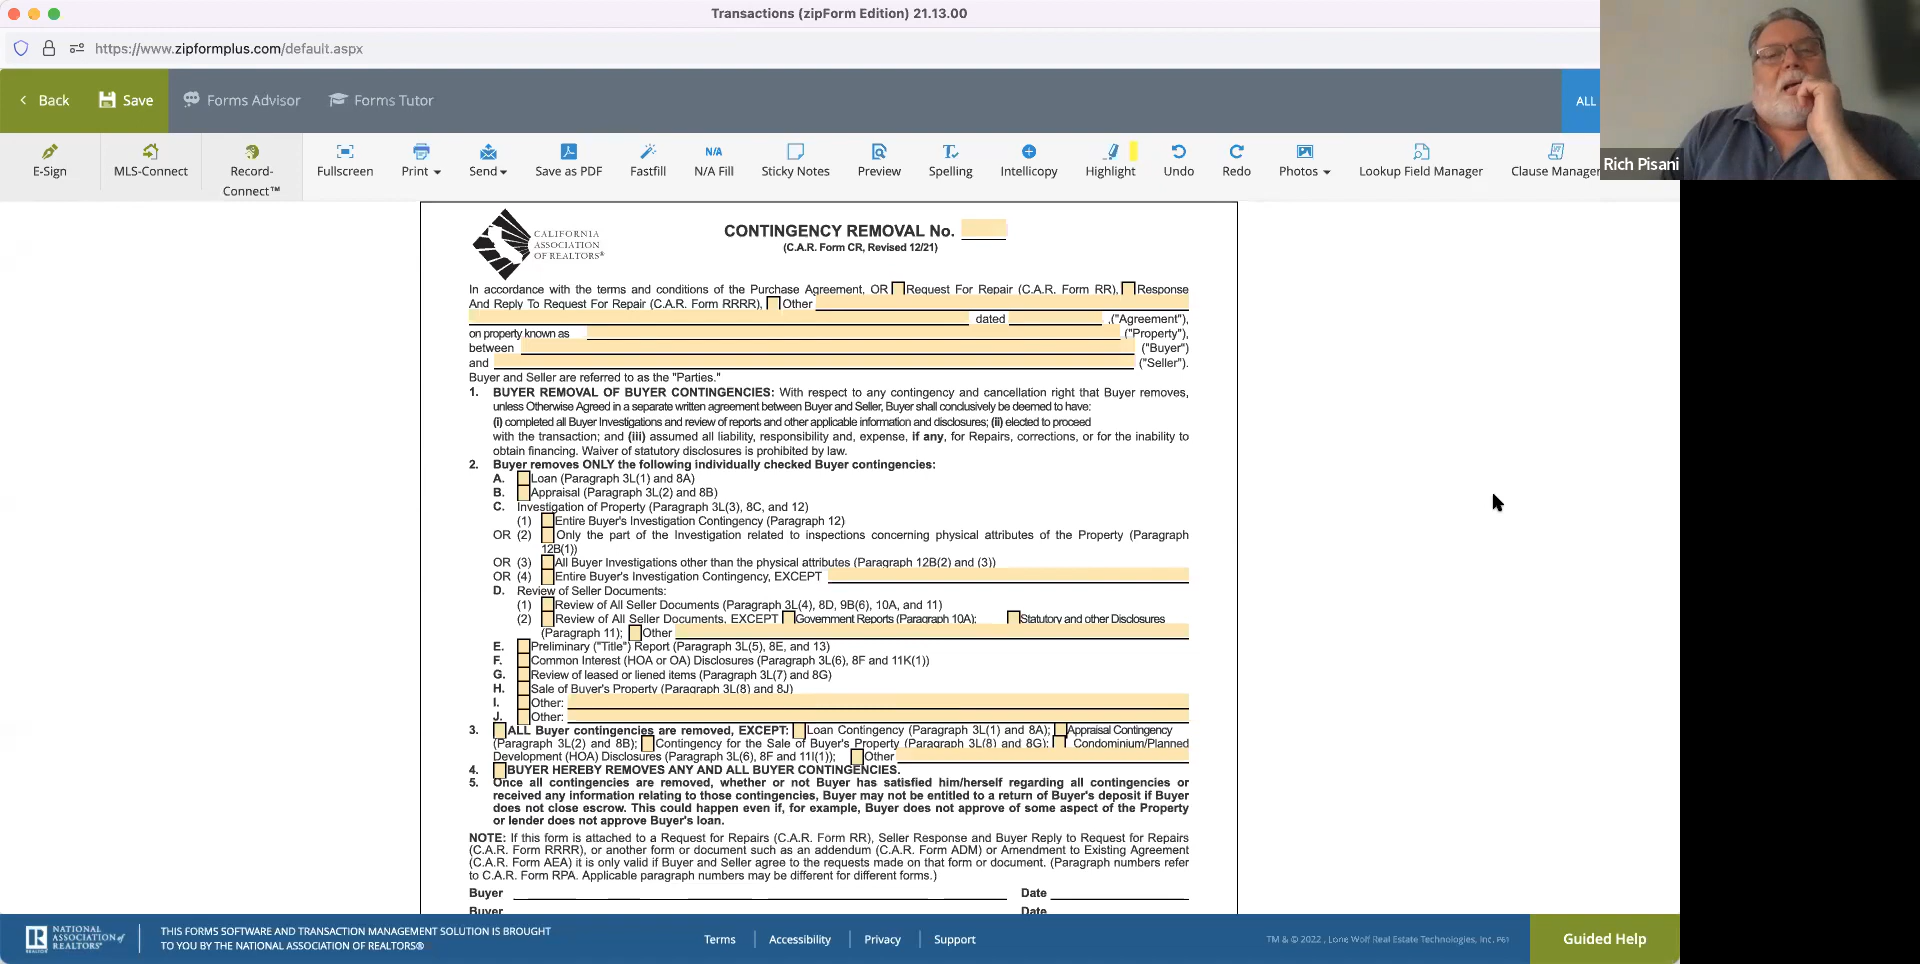 Transactions (zipForm Edition) 21.13.00
https://www.zipformplus.com/default.aspx
Back
Save
Forms Advisor
Forms Tutor
ALL
Rich Pisani
E-Sign
MLS-Connect
Record-
Connect™
Fullscreen
Print
Send
Save as PDF
Fastfill
N/A
N/A Fill
Sticky Notes
Preview
Spelling
Intellicopy
Highlight
Undo
Redo
Photos
Lookup Field Manager
Clause Manager
CALIFORNIA
ASSOCIATION
OF REALTORS®
CONTINGENCY REMOVAL No.
(C.A.R. Form CR, Revised 12/21)
In accordance with the terms and conditions of the Purchase Agreement, OR Request For Repair (C.A.R. Form RR), Response
And Reply To Request For Repair (C.A.R. Form RRRR), Other
dated ,("Agreement"),
on property known as ("Property"),
between ("Buyer")
and ("Seller").
Buyer and Seller are referred to as the "Parties."
1. BUYER REMOVAL OF BUYER CONTINGENCIES: With respect to any contingency and cancellation right that Buyer removes,
unless Otherwise Agreed in a separate written agreement between Buyer and Seller, Buyer shall conclusively be deemed to have:
(i) completed all Buyer Investigations and review of reports and other applicable information and disclosures; (ii) elected to proceed
with the transaction; and (iii) assumed all liability, responsibility and, expense, if any, for Repairs, corrections, or for the inability to
obtain financing. Waiver of statutory disclosures is prohibited by law.
2. Buyer removes ONLY the following individually checked Buyer contingencies:
A. Loan (Paragraph 3L(1) and 8A)
B. Appraisal (Paragraph 3L(2) and 8B)
C. Investigation of Property (Paragraph 3L(3), 8C, and 12)
(1) Entire Buyer's Investigation Contingency (Paragraph 12)
OR (2) Only the part of the Investigation related to inspections concerning physical attributes of the Property (Paragraph
12B(1))
OR (3) All Buyer Investigations other than the physical attributes (Paragraph 12B(2) and (3))
OR (4) Entire Buyer's Investigation Contingency, EXCEPT
D. Review of Seller Documents:
(1) Review of All Seller Documents (Paragraph 3L(4), 8D, 9B(6), 10A, and 11)
(2) Review of All Seller Documents, EXCEPT Government Reports (Paragraph 10A); Statutory and other Disclosures
(Paragraph 11); Other
E. Preliminary ("Title") Report (Paragraph 3L(5), 8E, and 13)
F. Common Interest (HOA or OA) Disclosures (Paragraph 3L(6), 8F and 11K(1))
G. Review of leased or liened items (Paragraph 3L(7) and 8G)
H. Sale of Buyer's Property (Paragraph 3L(8) and 8J)
I. Other:
J. Other:
3. ALL Buyer contingencies are removed, EXCEPT: Loan Contingency (Paragraph 3L(1) and 8A); Appraisal Contingency
(Paragraph 3L(2) and 8B); Contingency for the Sale of Buyer's Property (Paragraph 3L(8) and 8G); Condominium/Planned
Development (HOA) Disclosures (Paragraph 3L(6), 8F and 11I(1)); Other
4. BUYER HEREBY REMOVES ANY AND ALL BUYER CONTINGENCIES.
5. Once all contingencies are removed, whether or not Buyer has satisfied him/herself regarding all contingencies or
received any information relating to those contingencies, Buyer may not be entitled to a return of Buyer's deposit if Buyer
does not close escrow. This could happen even if, for example, Buyer does not approve of some aspect of the Property
or lender does not approve Buyer's loan.
NOTE: If this form is attached to a Request for Repairs (C.A.R. Form RR), Seller Response and Buyer Reply to Request for Repairs
(C.A.R. Form RRRR), or another form or document such as an addendum (C.A.R. Form ADM) or Amendment to Existing Agreement
(C.A.R. Form AEA) it is only valid if Buyer and Seller agree to the requests made on that form or document. (Paragraph numbers refer
to C.A.R. Form RPA. Applicable paragraph numbers may be different for different forms.)
Buyer Date
Buyer Date
NATIONAL
ASSOCIATION of
REALTORS®
THIS FORMS SOFTWARE AND TRANSACTION MANAGEMENT SOLUTION IS BROUGHT
TO YOU BY THE NATIONAL ASSOCIATION OF REALTORS®
Terms
Accessibility
Privacy
Support
TM & © 2022 , Lone Wolf Real Estate Technologies, Inc. P61
Guided Help